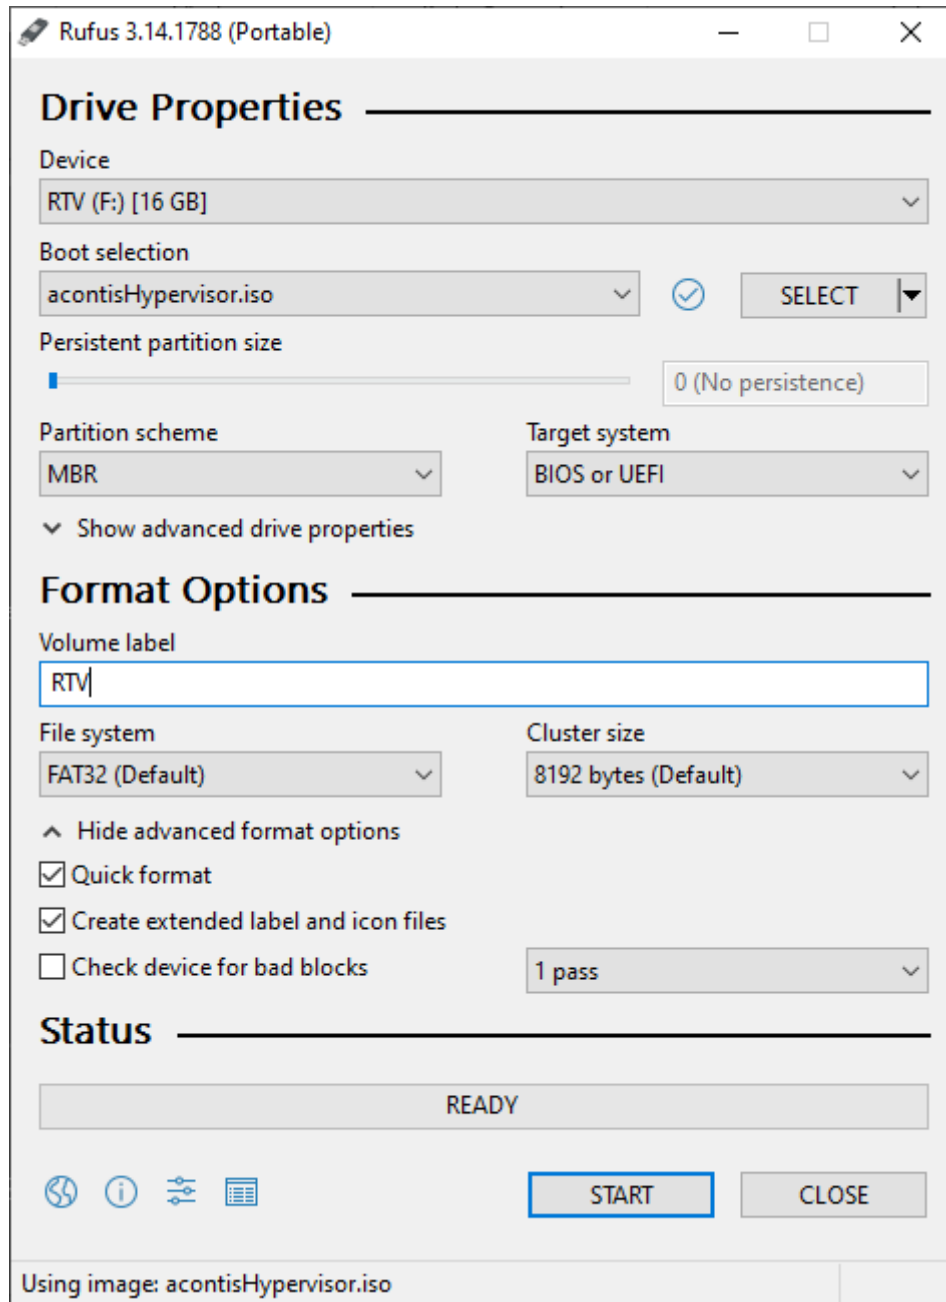 Rufus 3.14.1788 (Portable)
Drive Properties
Device
RTV (F:) [16 GB]
Boot selection
acontisHypervisor.iso
SELECT
Persistent partition size
0 (No persistence)
Partition scheme
Target system
MBR
BIOS or UEFI
Show advanced drive properties
Format Options
Volume label
RTV
File system
Cluster size
FAT32 (Default)
8192 bytes (Default)
Hide advanced format options
Quick format
Create extended label and icon files
Check device for bad blocks
1 pass
Status
READY
START
CLOSE
Using image: acontisHypervisor.iso